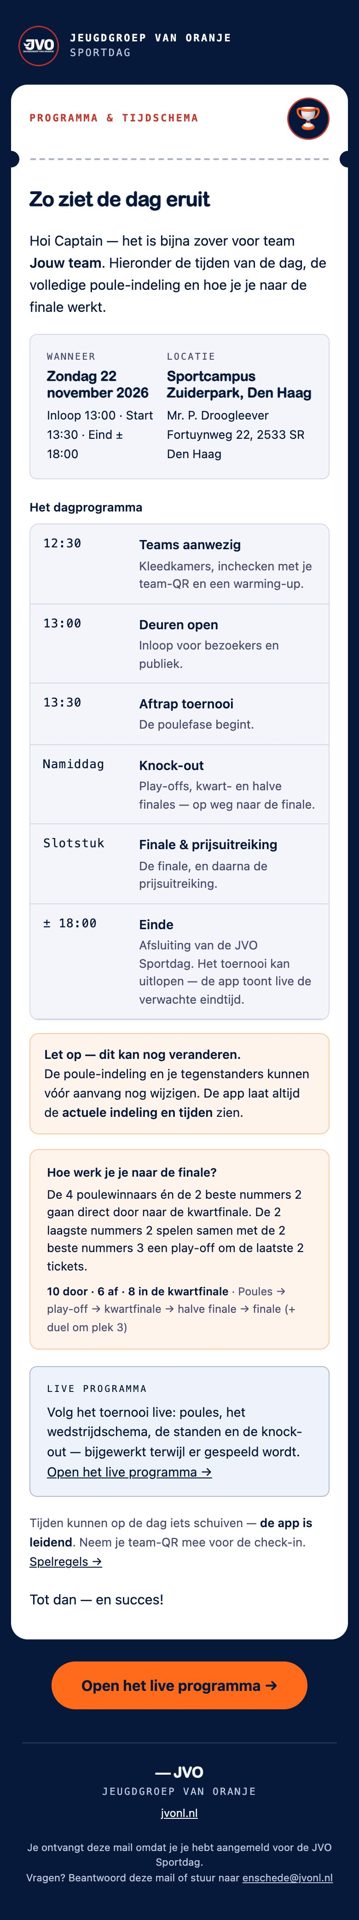 JVO
JEUGDGROEP VAN ORANJE
SPORTDAG
PROGRAMMA & TIJDSCHEMA
Zo ziet de dag eruit
Hoi Captain — het is bijna zover voor team
Jouw team. Hieronder de tijden van de dag, de
volledige poule-indeling en hoe je je naar de
finale werkt.
WANNEER
Zondag 22
november 2026
Inloop 13:00 · Start
13:30 · Eind ±
18:00
LOCATIE
Sportcampus
Zuiderpark, Den Haag
Mr. P. Droogleever
Fortuynweg 22, 2533 SR
Den Haag
Het dagprogramma
12:30
Teams aanwezig
Kleedkamers, inchecken met je
team-QR en een warming-up.
13:00
Deuren open
Inloop voor bezoekers en
publiek.
13:30
Aftrap toernooi
De poulefase begint.
Namiddag
Knock-out
Play-offs, kwart- en halve
finales — op weg naar de finale.
Slotstuk
Finale & prijsuitreiking
De finale, en daarna de
prijsuitreiking.
± 18:00
Einde
Afsluiting van de JVO
Sportdag. Het toernooi kan
uitlopen — de app toont live de
verwachte eindtijd.
Let op — dit kan nog veranderen.
De poule-indeling en je tegenstanders kunnen
vóór aanvang nog wijzigen. De app laat altijd
de actuele indeling en tijden zien.
Hoe werk je je naar de finale?
De 4 poulewinnaars én de 2 beste nummers 2
gaan direct door naar de kwartfinale. De 2
laagste nummers 2 spelen samen met de 2
beste nummers 3 een play-off om de laatste 2
tickets.
10 door · 6 af · 8 in de kwartfinale · Poules →
play-off → kwartfinale → halve finale → finale (+
duel om plek 3)
LIVE PROGRAMMA
Volg het toernooi live: poules, het
wedstrijdschema, de standen en de knock-
out — bijgewerkt terwijl er gespeeld wordt.
Open het live programma →
Tijden kunnen op de dag iets schuiven — de app is
leidend. Neem je team-QR mee voor de check-in.
Spelregels →
Tot dan — en succes!
Open het live programma →
— JVO
JEUGDGROEP VAN ORANJE
jvonl.nl
Je ontvangt deze mail omdat je je hebt aangemeld voor de JVO
Sportdag.
Vragen? Beantwoord deze mail of stuur naar enschede@jvonl.nl